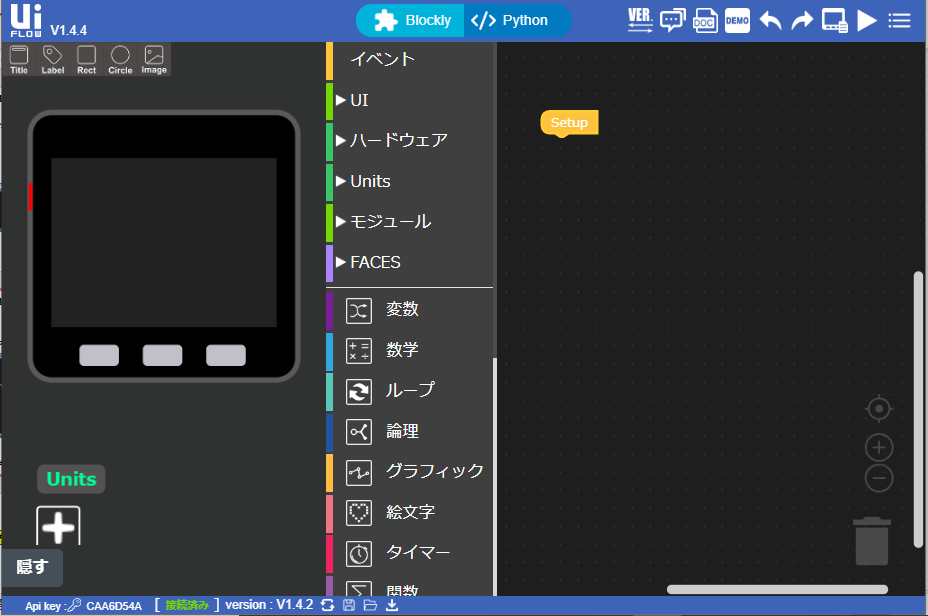 Ui
FLOW V1.4.4
Blockly
Python
VER.
DOC
DEMO
Title Label Rect Circle Image
イベント
UI
ハードウェア
Units
モジュール
FACES
変数
数学
ループ
論理
グラフィック
絵文字
タイマー
関数
Setup
Units
隠す
Api key : CAA6D54A [ 接続済み ] version : V1.4.2